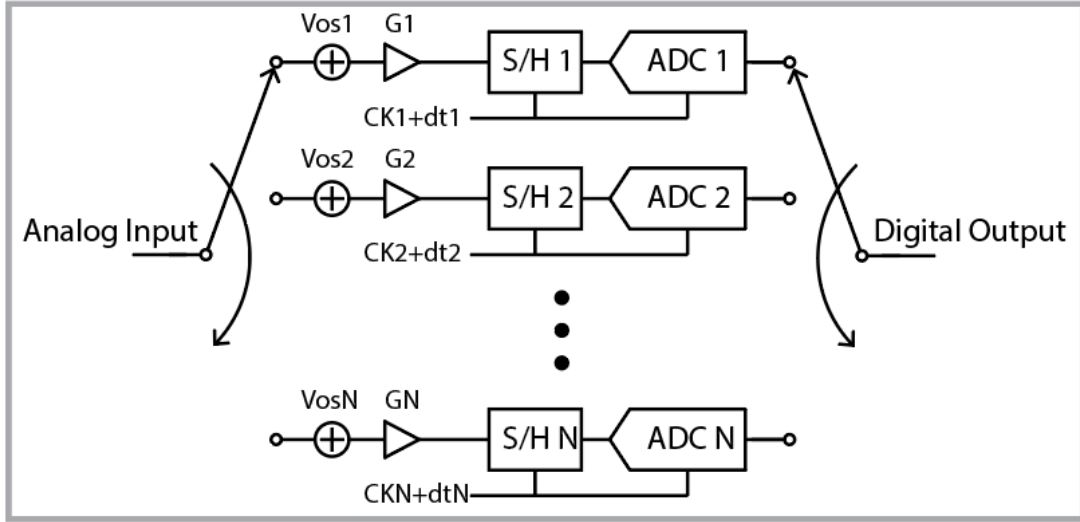 Vos1 G1
S/H 1 ADC 1
CK1+dt1
Vos2 G2
S/H 2 ADC 2
Analog Input Digital Output
CK2+dt2
VosN GN
S/H N ADC N
CKN+dtN